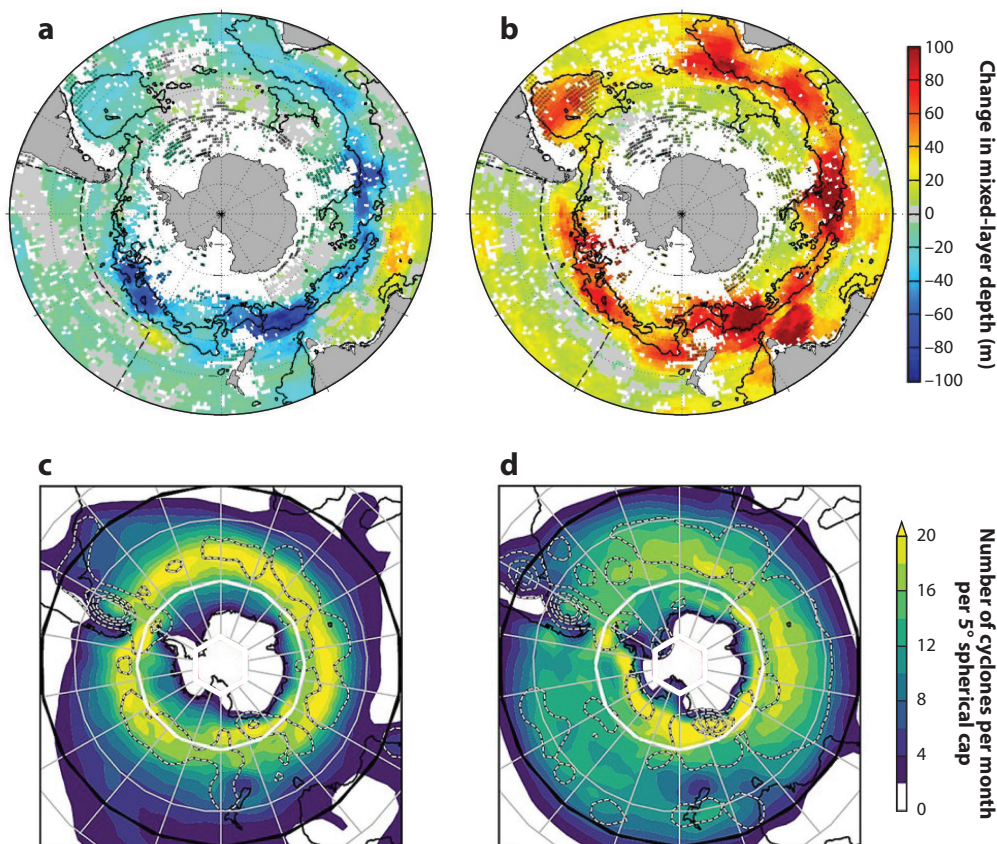 a
b
100
80
60
40
20
0
–20
–40
–60
–80
–100
Change in mixed-layer depth (m)
c
d
20
16
12
8
4
0
Number of cyclones per month
per 5° spherical cap